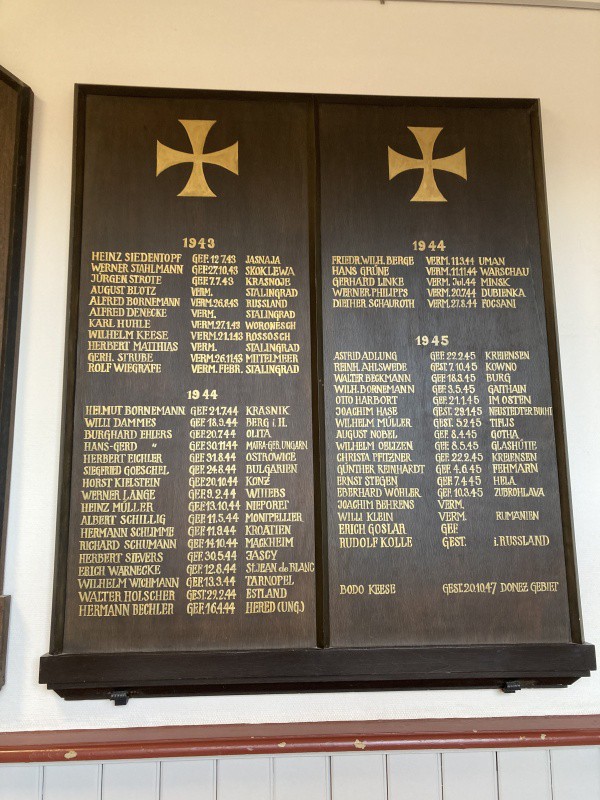 1943
HEINZ SIEDENTOPF GEF. 12.7.43 JASNAJA
WERNER STAHLMANN GEF. 27.10.43 SKOKLEWA
JÜRGEN STROTE GEF. 7.7.43 KRASNOJE
AUGUST BLOTZ VERM. STALINGRAD
ALFRED BORNEMANN VERM. 26.8.43 RUSSLAND
ALFRED DENECKE VERM. STALINGRAD
KARL HUHLE VERM. 27.1.43 WORONESCH
WILHELM KEESE VERM. 21.1.43 ROSSOSCH
HERBERT MATTHIAS VERM. STALINGRAD
GERH. STRUBE VERM. 26.11.43 MITTELMEER
ROLF WIEGRÄFE VERM. FEBR. STALINGRAD
1944
HELMUT BORNEMANN GEF. 21.7.44 KRASNIK
WILLI DAMMES GEF. 18.9.44 BERG i. H.
BURGHARD EHLERS GEF. 20.7.44 OLITA
HANS-GERD " GEF. 30.11.44 MATRA-GEB. UNGARN
HERBERT EICHLER GEF. 31.8.44 OSTROWICE
SIEGFRIED GOESCHEL GEF. 24.8.44 BULGARIEN
HORST KIELSTEIN GEF. 20.10.44 KONZ
WERNER LANGE GEF. 9.2.44 WITEBS
HEINZ MÜLLER GEF. 13.10.44 NIEPORET
ALBERT SCHILLIG GEF. 11.5.44 MONTPELLIER
HERMANN SCHLIMME GEF. 11.9.44 KROATIEN
RICHARD SCHUMANN GEF. 14.10.44 MACKHEIM
HERBERT SIEVERS GEF. 30.5.44 JASCY
ERICH WARNECKE GEF. 12.8.44 ST. JEAN de BLANC
WILHELM WICHMANN GEF. 13.3.44 TARNOPEL
WALTER HOLSCHER GEST. 29.2.44 ESTLAND
HERMANN BECHLER GEF. 16.4.44 HERED (UNG.)
1944
FRIEDR. WILH. BERGE VERM. 11.3.44 UMAN
HANS GRÜNE VERM. 11.11.44 WARSCHAU
GERHARD LINKE VERM. JUL. 44 MINSK
WERNER PHILIPPS VERM. 20.7.44 DUBIENKA
DIETHER SCHAUROTH VERM. 27.8.44 FOCSANI
1945
ASTRID ADLUNG GEF. 22.2.45 KREIENSEN
REINH. AHLSWEDE GEST. 7.10.45 KOWNO
WALTER BECKMANN GEF. 18.3.45 BURG
WILH. BORNEMANN GEF. 3.5.45 GAITHAIN
OTTO HARBORT GEF. 21.1.45 IM OSTEN
JOACHIM HASE GEST. 29.1.45 NEUSTEDTER BUCHT
WILHELM MÜLLER GEST. 5.2.45 TIFLIS
AUGUST NOBEL GEF. 8.4.45 GOTHA
WILHELM OELIZEN GEF. 8.5.45 GLASHÜTTE
CHRISTA PFITZNER GEF. 22.2.45 KREIENSEN
GÜNTHER REINHARDT GEF. 4.6.45 FEHMARN
ERNST STEGEN GEF. 7.4.45 HELA
EBERHARD WÖHLER GEF. 10.3.45 ZUBROHLAVA
JOACHIM BEHRENS VERM.
WILLI KLEIN VERM. RUMÄNIEN
ERICH GOSLAR GEF
RUDOLF KOLLE GEST. i. RUSSLAND
BODO KEESE GEST. 20.10.47 DONEZ GEBIET